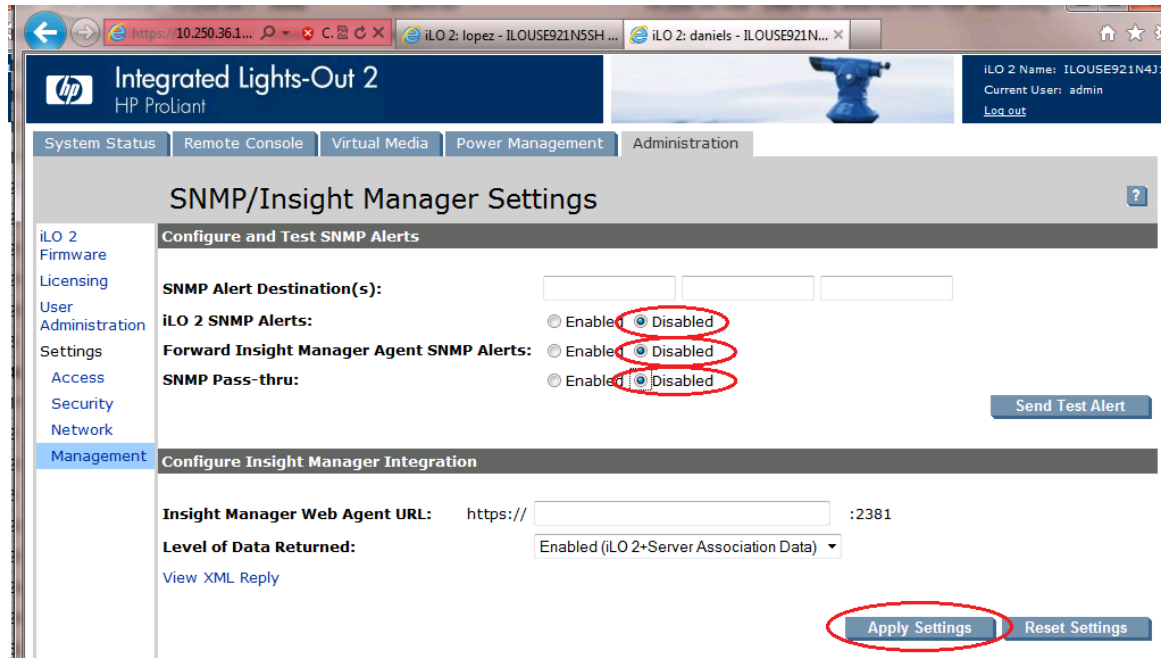 https://10.250.36.1... C.
iLO 2: lopez - ILOUSE921N5SH ...
iLO 2: daniels - ILOUSE921N...
hp
Integrated Lights-Out 2
HP ProLiant
iLO 2 Name: ILOUSE921N4J1
Current User: admin
Log out
System Status Remote Console Virtual Media Power Management Administration
SNMP/Insight Manager Settings
?
iLO 2
Firmware
Licensing
User
Administration
Settings
Access
Security
Network
Management
Configure and Test SNMP Alerts
SNMP Alert Destination(s):
iLO 2 SNMP Alerts: Enabled Disabled
Forward Insight Manager Agent SNMP Alerts: Enabled Disabled
SNMP Pass-thru: Enabled Disabled
Send Test Alert
Configure Insight Manager Integration
Insight Manager Web Agent URL: https:// :2381
Level of Data Returned: Enabled (iLO 2+Server Association Data)
View XML Reply
Apply Settings Reset Settings